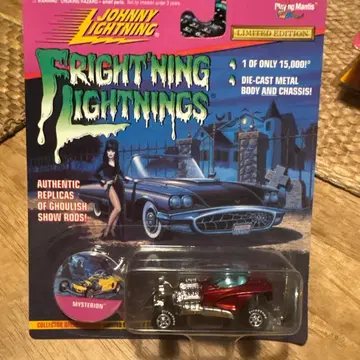 JOHNNY
LIGHTNING
Playing Mantis
LIMITED EDITION
FRIGHT'NING
LIGHTNINGS
1 OF ONLY 15,000!
DIE-CAST METAL
BODY AND CHASSIS!
AUTHENTIC
REPLICAS
OF GHOULISH
SHOW RODS!
MYSTERION